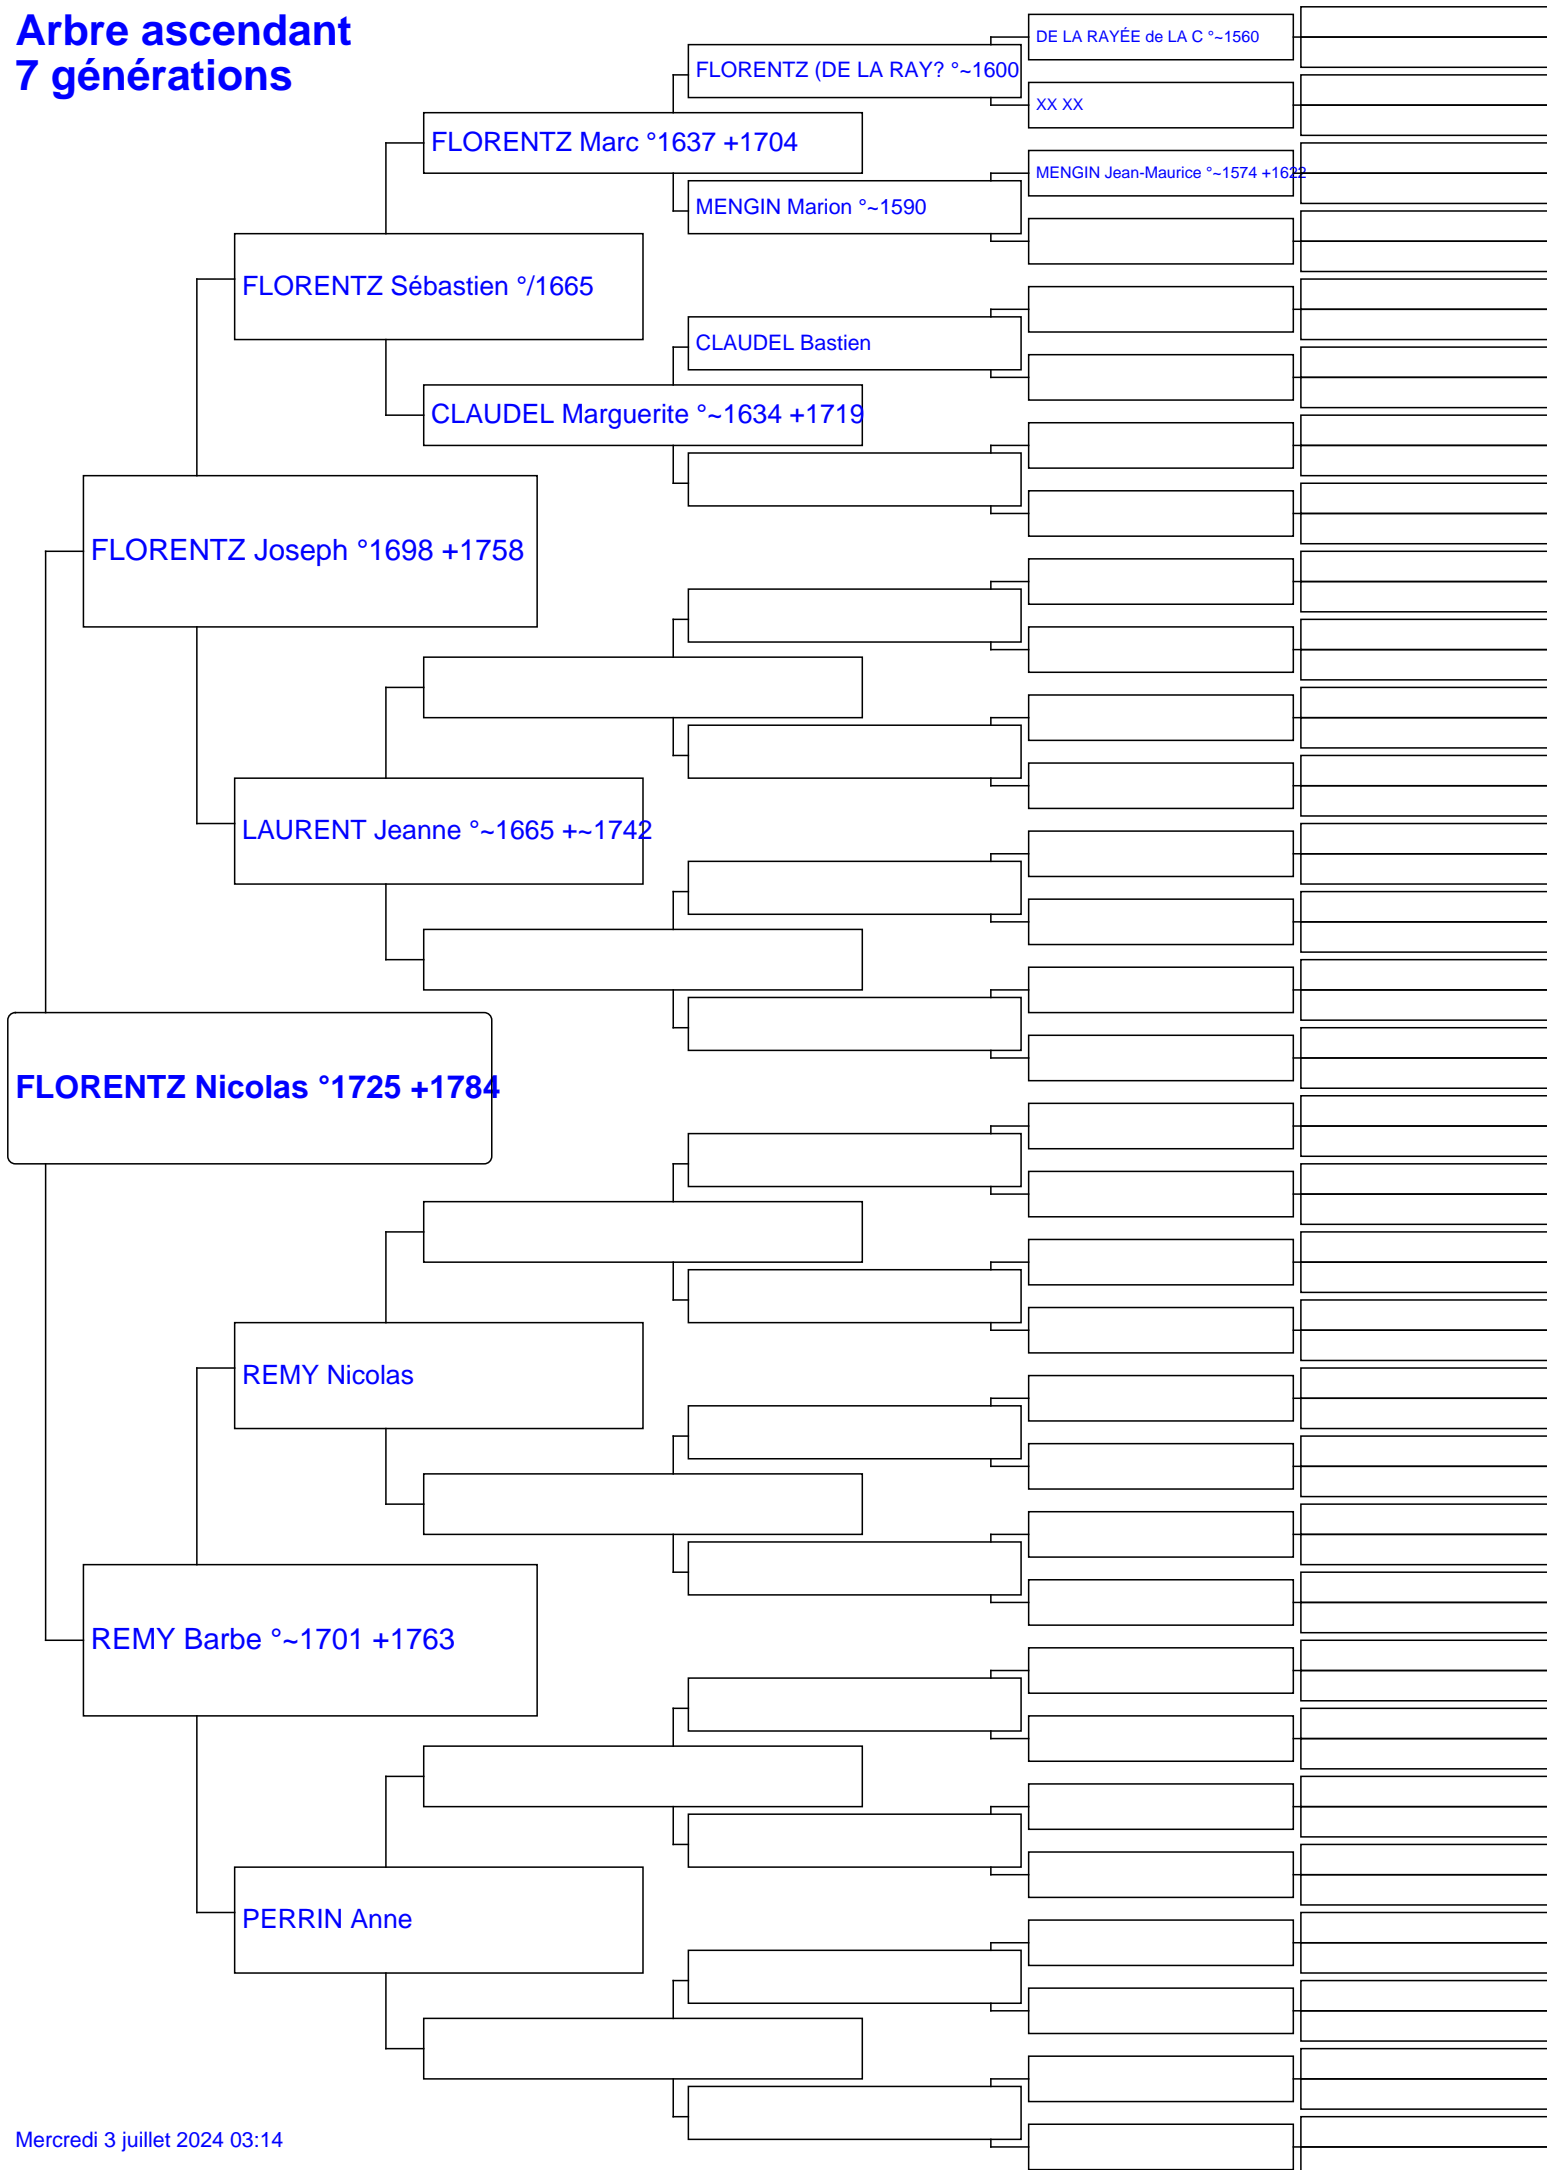 Arbre ascendant
7 générations
DE LA RAYÉE de LA C °~1560
FLORENTZ (DE LA RAY? °~1600
XX XX
FLORENTZ Marc °1637 +1704
MENGIN Jean-Maurice °~1574 +1622
MENGIN Marion °~1590
FLORENTZ Sébastien °/1665
CLAUDEL Bastien
CLAUDEL Marguerite °~1634 +1719
FLORENTZ Joseph °1698 +1758
LAURENT Jeanne °~1665 +~1742
FLORENTZ Nicolas °1725 +1784
REMY Nicolas
REMY Barbe °~1701 +1763
PERRIN Anne
Mercredi 3 juillet 2024 03:14